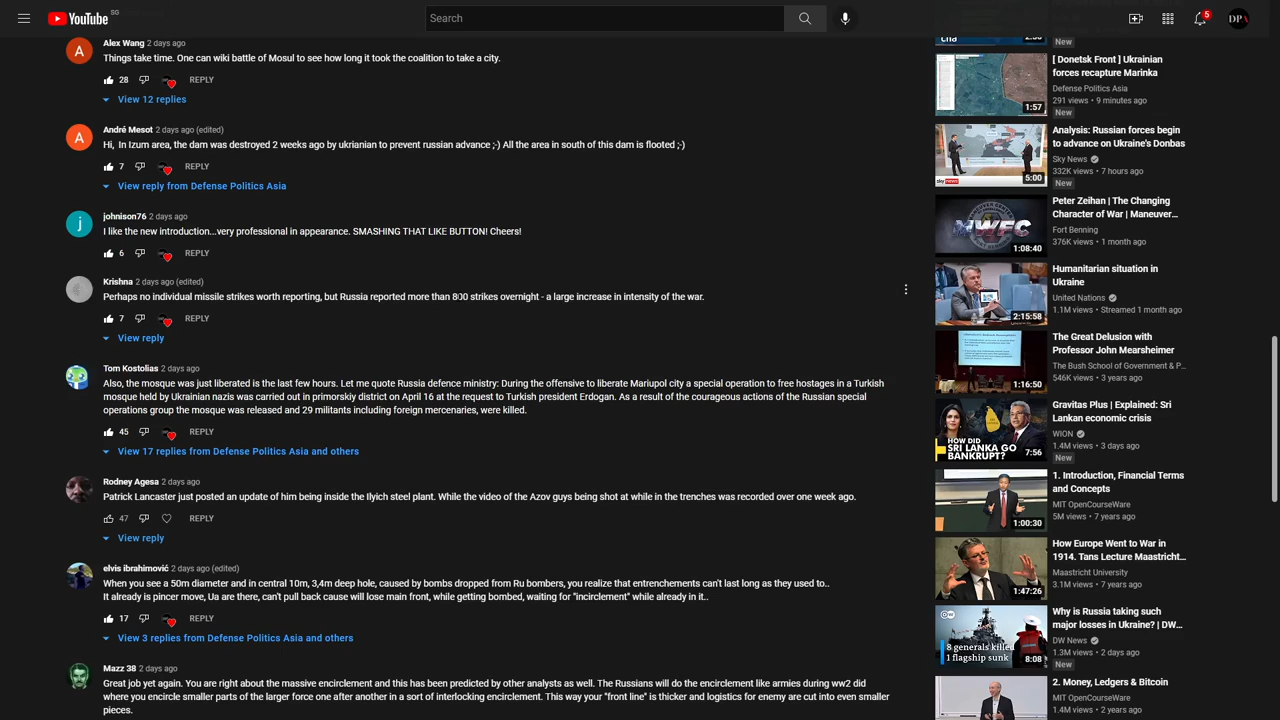 YouTube SG
Search
5
DPA
Alex Wang 2 days ago
Things take time. One can wiki battle of Mosul to see how long it took the coalition to take a city.
28 REPLY
View 12 replies
A
André Mesot 2 days ago (edited)
Hi, In Izum area, the dam was destroyed 2 weeks ago by ukrianian to prevent russian advance ;-) All the area in south of this dam is flooted ;-)
7 REPLY
View reply from Defense Politics Asia
A
johnison76 2 days ago
I like the new introduction...very professional in appearance. SMASHING THAT LIKE BUTTON! Cheers!
6 REPLY
j
Krishna 2 days ago (edited)
Perhaps no individual missile strikes worth reporting, but Russia reported more than 800 strikes overnight - a large increase in intensity of the war.
7 REPLY
View reply
Tom Kostolias 2 days ago
Also, the mosque was just liberated is the last few hours. Let the quote Russia defence ministry: During the offensive to liberate Mariupol city a special operation to free hostages in a Turkish
mosque held by Ukrainian nazis was carried out in primorskiy district on April 16 at the request to Turkish president Erdogan. As a result of the courageous actions of the Russian special
operations group the mosque was released and 29 militants including foreign mercenaries, were killed.
45 REPLY
View 17 replies from Defense Politics Asia and others
Rodney Agesa 2 days ago
Patrick Lancaster just posted an update of him being inside the Ilyich steel plant. While the video of the Azov guys being shot at while in the trenches was recorded over one week ago.
47 REPLY
View reply
elvis ibrahimović 2 days ago (edited)
When you see a 50m diameter and in central 10m, 3,4m deep hole, caused by bombs dropped from Ru bombers, you realize that entrenchements can't last long as they used to..
It already is pincer move, Ua are there, can't pull back cause will lose main front, while getting bombed, waiting for "incirclement" while already in it..
17 REPLY
View 3 replies from Defense Politics Asia and others
Mazz 38 2 days ago
Great job yet again. You are right about the massive encirclement and this has been predicted by other analysts as well. The Russians will do the encirclement like armies during ww2 did
where you encircle smaller parts of the larger force one after another in a sort of interlocking encirclement. This way your "front line" is thicker and logistics for enemy are cut into even smaller
pieces.
New
[ Donetsk Front ] Ukrainian
forces recapture Marinka
Defense Politics Asia
291 views • 9 minutes ago
New
1:57
Analysis: Russian forces begin
to advance on Ukraine's Donbas
Sky News
332K views • 7 hours ago
New
sky news
5:00
Peter Zeihan | The Changing
Character of War | Maneuver...
Fort Benning
376K views • 1 month ago
MWFC
1:08:40
Humanitarian situation in
Ukraine
United Nations
1.1M views • Streamed 1 month ago
2:15:58
The Great Delusion with
Professor John Mearsheimer
The Bush School of Government & P...
546K views • 3 years ago
1:16:50
Gravitas Plus | Explained: Sri
Lankan economic crisis
WION
1.4M views • 3 days ago
New
HOW DID
SRI LANKA GO
BANKRUPT?
7:56
1. Introduction, Financial Terms
and Concepts
MIT OpenCourseWare
5M views • 7 years ago
1:00:30
How Europe Went to War in
1914. Tans Lecture Maastricht...
Maastricht University
3.1M views • 7 years ago
1:47:26
Why is Russia taking such
major losses in Ukraine? | DW...
DW News
1.3M views • 2 days ago
New
DW
8 generals killed
1 flagship sunk
8:08
2. Money, Ledgers & Bitcoin
MIT OpenCourseWare
1.4M views • 2 years ago